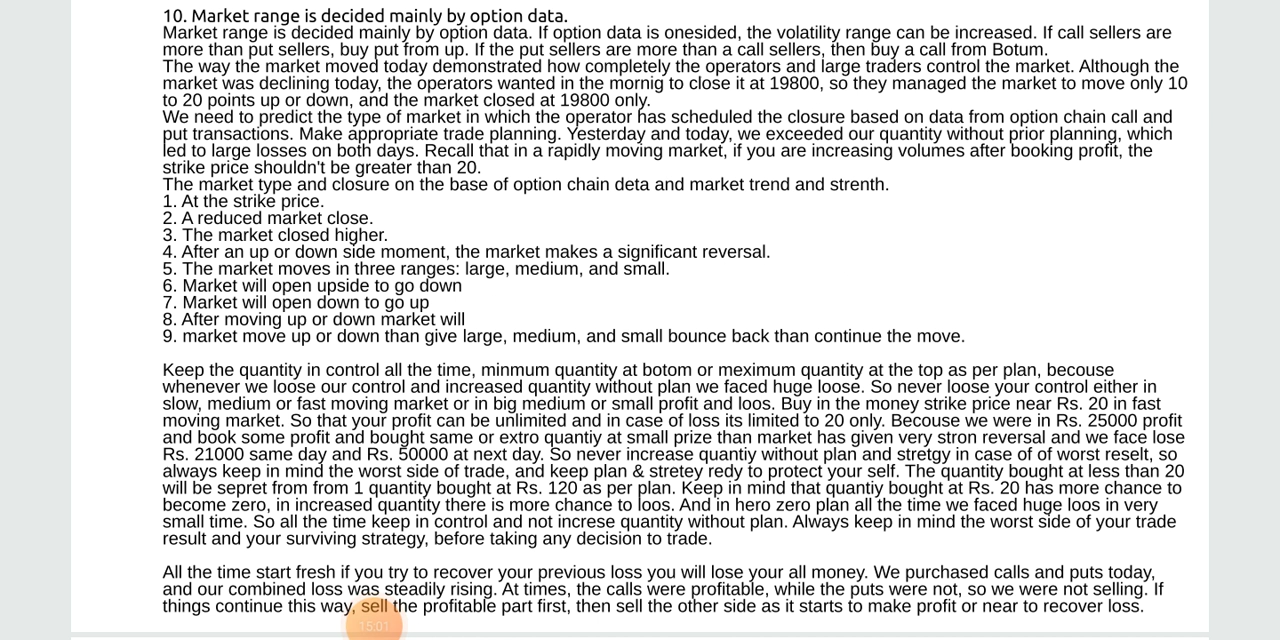 10. Market range is decided mainly by option data.
Market range is decided mainly by option data. If option data is onesided, the volatility range can be increased. If call sellers are
more than put sellers, buy put from up. If the put sellers are more than a call sellers, then buy a call from Botum.
The way the market moved today demonstrated how completely the operators and large traders control the market. Although the
market was declining today, the operators wanted in the mornig to close it at 19800, so they managed the market to move only 10
to 20 points up or down, and the market closed at 19800 only.
We need to predict the type of market in which the operator has scheduled the closure based on data from option chain call and
put transactions. Make appropriate trade planning. Yesterday and today, we exceeded our quantity without prior planning, which
led to large losses on both days. Recall that in a rapidly moving market, if you are increasing volumes after booking profit, the
strike price shouldn't be greater than 20.
The market type and closure on the base of option chain deta and market trend and strenth.
1. At the strike price.
2. A reduced market close.
3. The market closed higher.
4. After an up or down side moment, the market makes a significant reversal.
5. The market moves in three ranges: large, medium, and small.
6. Market will open upside to go down
7. Market will open down to go up
8. After moving up or down market will
9. market move up or down than give large, medium, and small bounce back than continue the move.
Keep the quantity in control all the time, minmum quantity at botom or meximum quantity at the top as per plan, becouse
whenever we loose our control and increased quantity without plan we faced huge loose. So never loose your control either in
slow, medium or fast moving market or in big medium or small profit and loos. Buy in the money strike price near Rs. 20 in fast
moving market. So that your profit can be unlimited and in case of loss its limited to 20 only. Becouse we were in Rs. 25000 profit
and book some profit and bought same or extro quantiy at small prize than market has given very stron reversal and we face lose
Rs. 21000 same day and Rs. 50000 at next day. So never increase quantiy without plan and stretgy in case of of worst reselt, so
always keep in mind the worst side of trade, and keep plan & stretey redy to protect your self. The quantity bought at less than 20
will be sepret from from 1 quantity bought at Rs. 120 as per plan. Keep in mind that quantiy bought at Rs. 20 has more chance to
become zero, in increased quantity there is more chance to loos. And in hero zero plan all the time we faced huge loos in very
small time. So all the time keep in control and not increse quantity without plan. Always keep in mind the worst side of your trade
result and your surviving strategy, before taking any decision to trade.
All the time start fresh if you try to recover your previous loss you will lose your all money. We purchased calls and puts today,
and our combined loss was steadily rising. At times, the calls were profitable, while the puts were not, so we were not selling. If
things continue this way, sell the profitable part first, then sell the other side as it starts to make profit or near to recover loss.
15:01